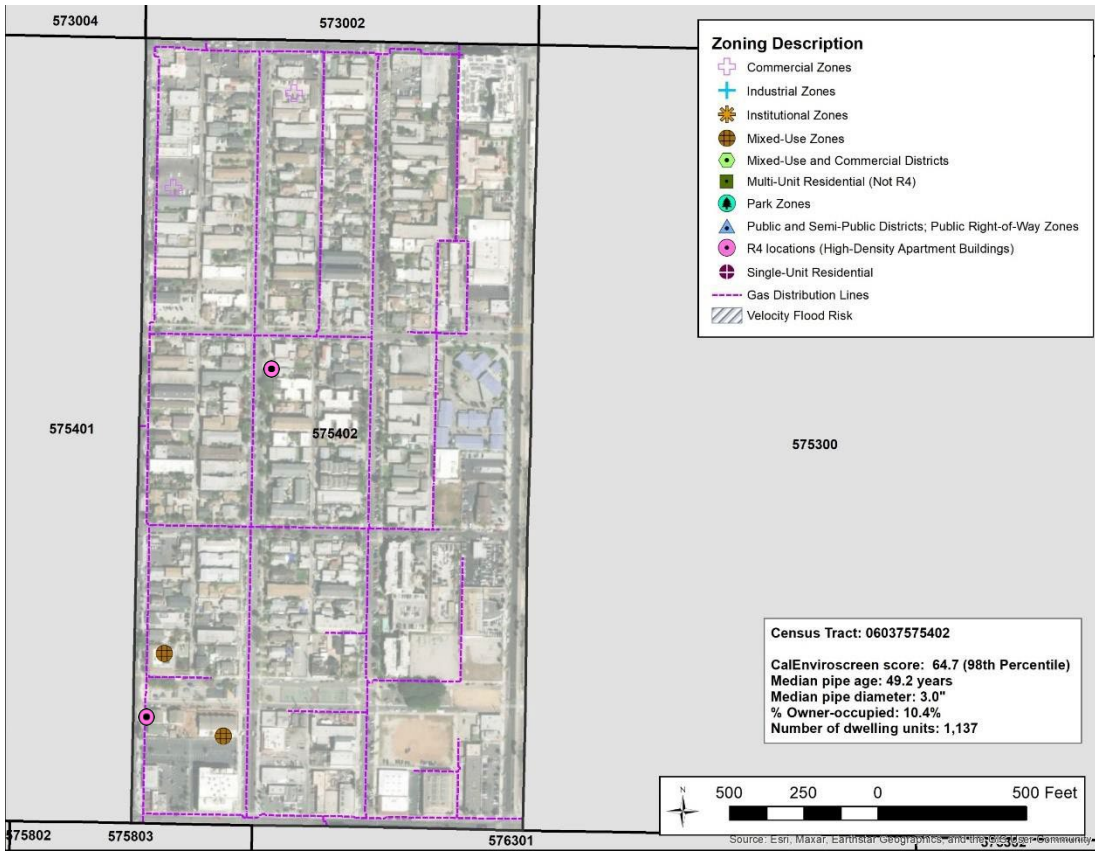 573004
573002
Zoning Description
Commercial Zones
Industrial Zones
Institutional Zones
Mixed-Use Zones
Mixed-Use and Commercial Districts
Multi-Unit Residential (Not R4)
Park Zones
Public and Semi-Public Districts; Public Right-of-Way Zones
R4 locations (High-Density Apartment Buildings)
Single-Unit Residential
Gas Distribution Lines
Velocity Flood Risk
575401
575402
575300
Census Tract: 06037575402
CalEnviroscreen score: 64.7 (98th Percentile)
Median pipe age: 49.2 years
Median pipe diameter: 3.0"
% Owner-occupied: 10.4%
Number of dwelling units: 1,137
N
500 250 0 500 Feet
575802
575803
576301
Source: Esri, Maxar, Earthstar Geographics, and the GIS User Community